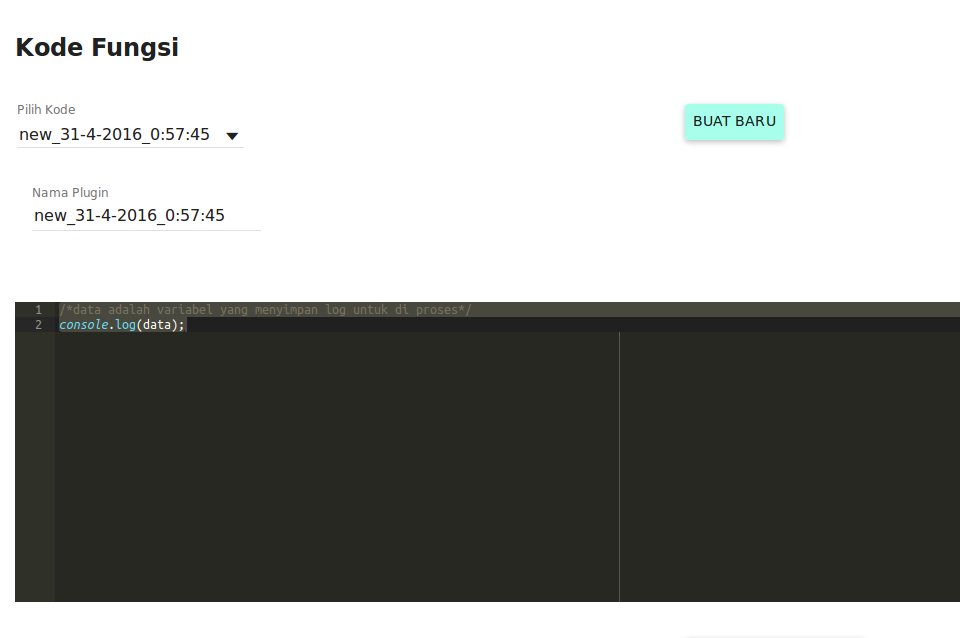 Kode Fungsi
Pilih Kode
new_31-4-2016_0:57:45
BUAT BARU
Nama Plugin
new_31-4-2016_0:57:45
1 /*data adalah variabel yang menyimpan log untuk di proses*/
2 console.log(data);